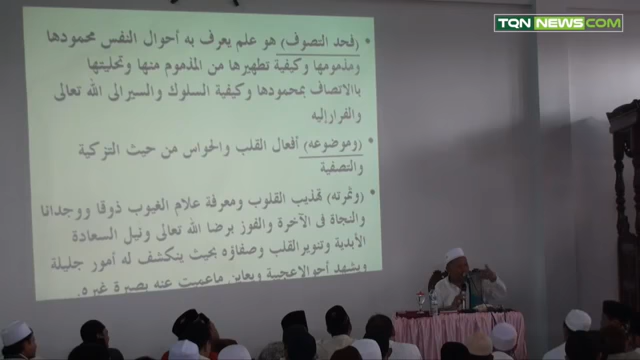 TQN NEWS.COM
(فحد التصوف) هو علم يعرف به أحوال النفس محمودها
ومذمومها وكيفية تطهيرها من المذموم منها وتحليتها
باالاتصاف بمحمودها وكيفية السلوك والسير الى الله تعالى
والفرار إليه
(وموضوعه) أفعال القلب والحواس من حيث التزكية
والتصفية
(وثمرته) تهذيب القلوب ومعرفة علام الغيوب ذوقا ووجدانا
والنجاة فى الآخرة والفوز برضا الله تعالى ونيل السعادة
الأبدية وتنوير القلب وصفاؤه بحيث ينكشف له أمور جليلة
ويشهد أحوالا عجيبة ويعاين ماعميت عنه بصيرة غيره.